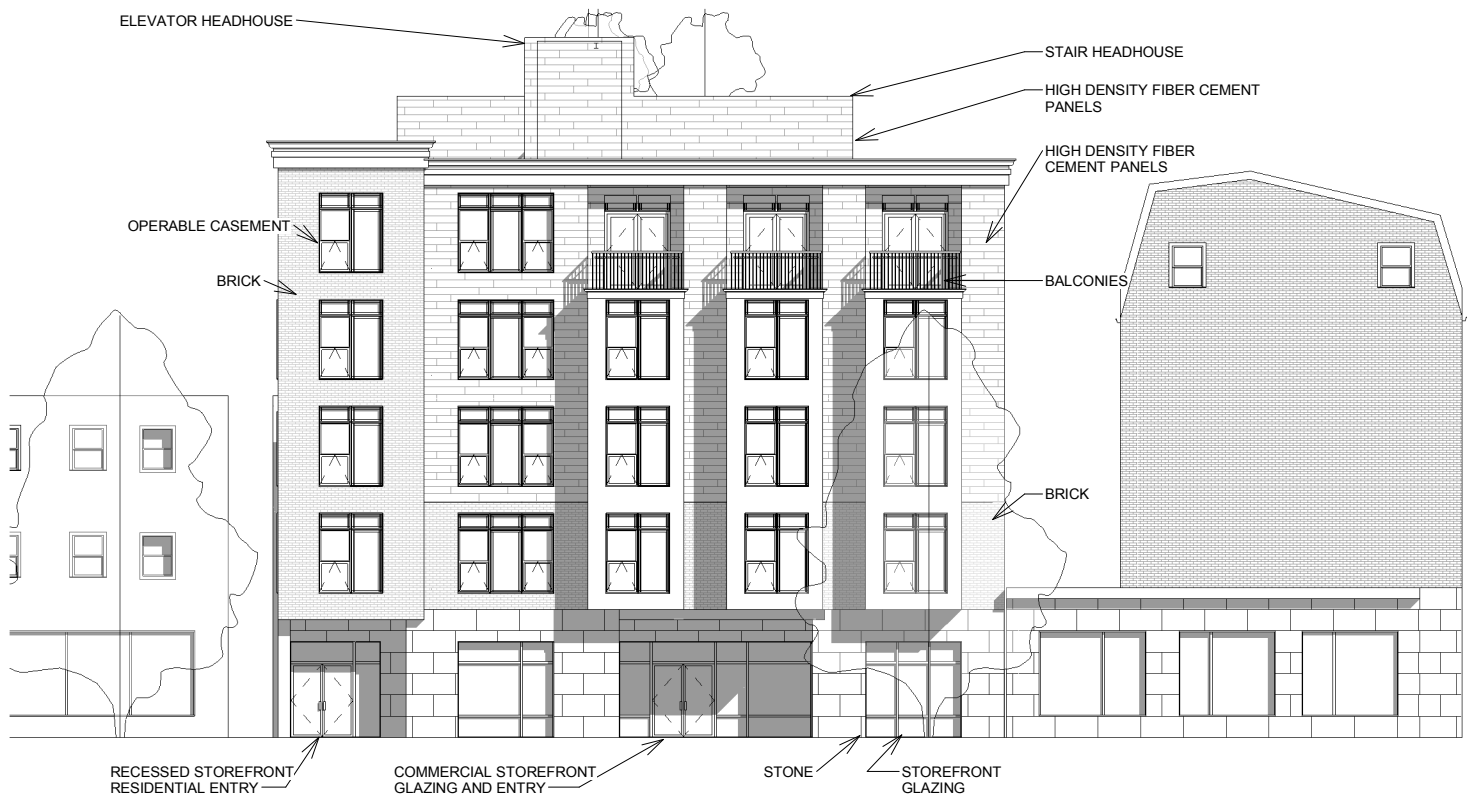 ELEVATOR HEADHOUSE
STAIR HEADHOUSE
HIGH DENSITY FIBER CEMENT
PANELS
HIGH DENSITY FIBER
CEMENT PANELS
OPERABLE CASEMENT
BRICK
BALCONIES
BRICK
RECESSED STOREFRONT
RESIDENTIAL ENTRY
COMMERCIAL STOREFRONT
GLAZING AND ENTRY
STONE
STOREFRONT
GLAZING